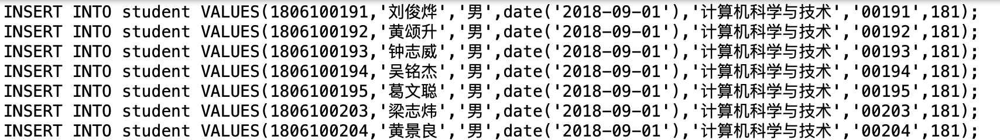 INSERT INTO student VALUES(1806100191,'刘俊烨','男',date('2018-09-01'),'计算机科学与技术','00191',181);
INSERT INTO student VALUES(1806100192,'黄颂升','男',date('2018-09-01'),'计算机科学与技术','00192',181);
INSERT INTO student VALUES(1806100193,'钟志威','男',date('2018-09-01'),'计算机科学与技术','00193',181);
INSERT INTO student VALUES(1806100194,'吴铭杰','男',date('2018-09-01'),'计算机科学与技术','00194',181);
INSERT INTO student VALUES(1806100195,'葛文聪','男',date('2018-09-01'),'计算机科学与技术','00195',181);
INSERT INTO student VALUES(1806100203,'梁志炜','男',date('2018-09-01'),'计算机科学与技术','00203',181);
INSERT INTO student VALUES(1806100204,'黄景良','男',date('2018-09-01'),'计算机科学与技术','00204',181);